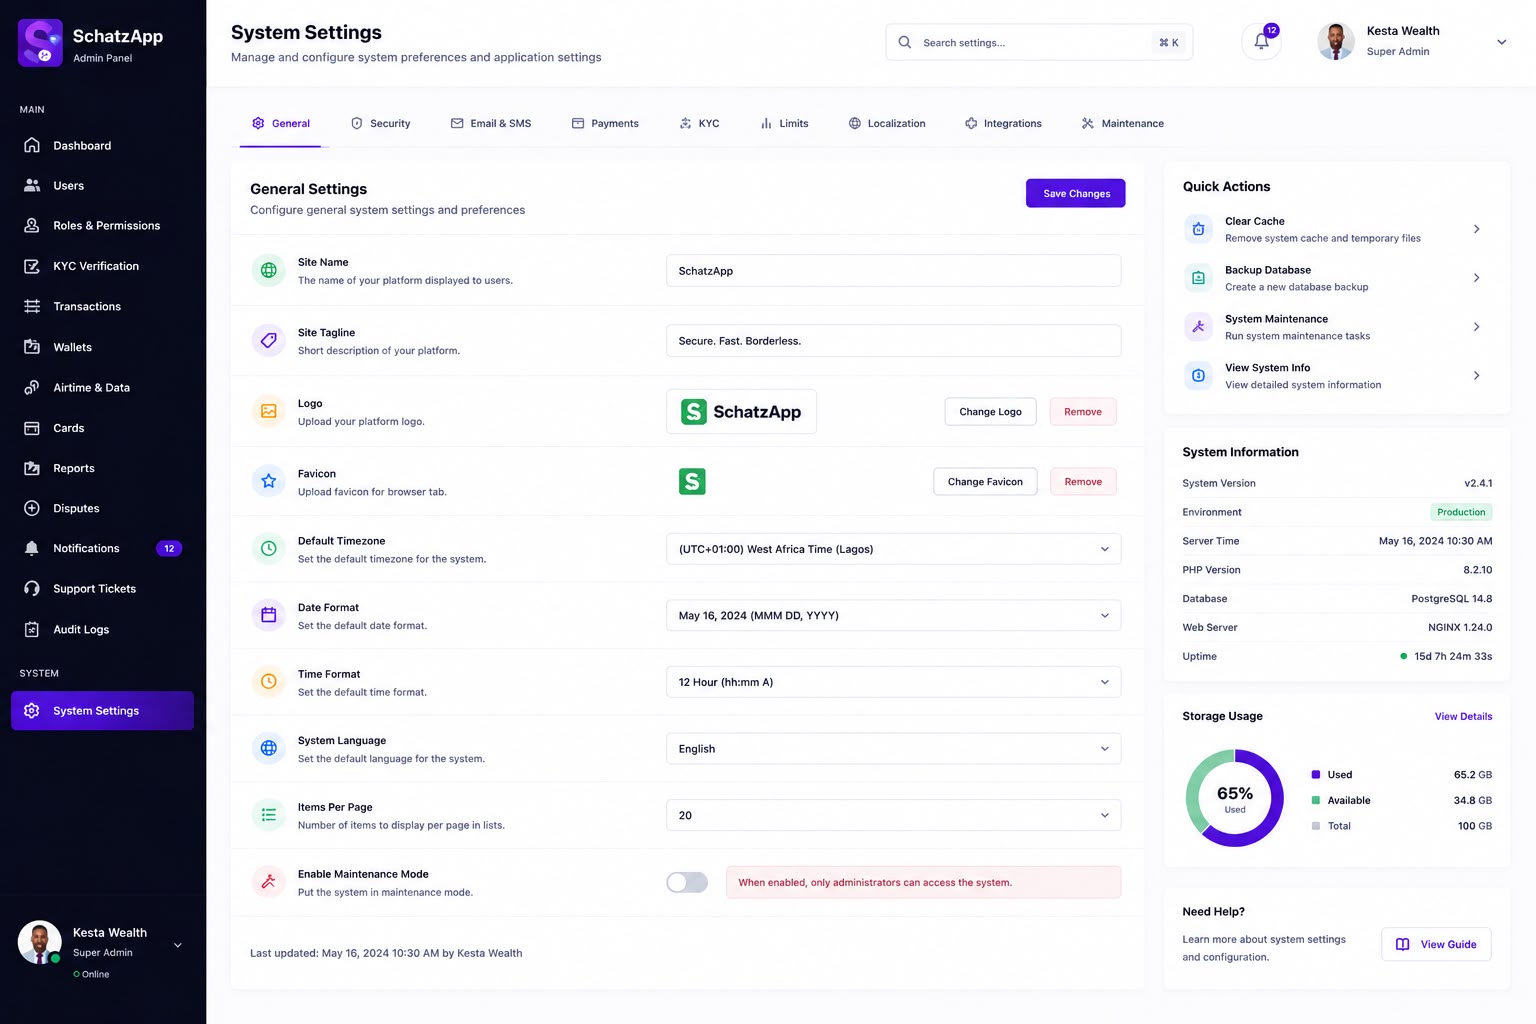 SchatzApp
Admin Panel
MAIN
Dashboard
Users
Roles & Permissions
KYC Verification
Transactions
Wallets
Airtime & Data
Cards
Reports
Disputes
Notifications 12
Support Tickets
Audit Logs
SYSTEM
System Settings
Kesta Wealth
Super Admin
Online
System Settings
Manage and configure system preferences and application settings
Search settings... ⌘ K
12
Kesta Wealth
Super Admin
General Security Email & SMS Payments KYC Limits Localization Integrations Maintenance
General Settings
Configure general system settings and preferences
Save Changes
Site Name
The name of your platform displayed to users.
SchatzApp
Site Tagline
Short description of your platform.
Secure. Fast. Borderless.
Logo
Upload your platform logo.
S SchatzApp
Change Logo Remove
Favicon
Upload favicon for browser tab.
S
Change Favicon Remove
Default Timezone
Set the default timezone for the system.
(UTC+01:00) West Africa Time (Lagos)
Date Format
Set the default date format.
May 16, 2024 (MMM DD, YYYY)
Time Format
Set the default time format.
12 Hour (hh:mm A)
System Language
Set the default language for the system.
English
Items Per Page
Number of items to display per page in lists.
20
Enable Maintenance Mode
Put the system in maintenance mode.
When enabled, only administrators can access the system.
Last updated: May 16, 2024 10:30 AM by Kesta Wealth
Quick Actions
Clear Cache
Remove system cache and temporary files
Backup Database
Create a new database backup
System Maintenance
Run system maintenance tasks
View System Info
View detailed system information
System Information
System Version v2.4.1
Environment Production
Server Time May 16, 2024 10:30 AM
PHP Version 8.2.10
Database PostgreSQL 14.8
Web Server NGINX 1.24.0
Uptime 15d 7h 24m 33s
Storage Usage View Details
65%
Used
Used 65.2 GB
Available 34.8 GB
Total 100 GB
Need Help?
Learn more about system settings
and configuration.
View Guide